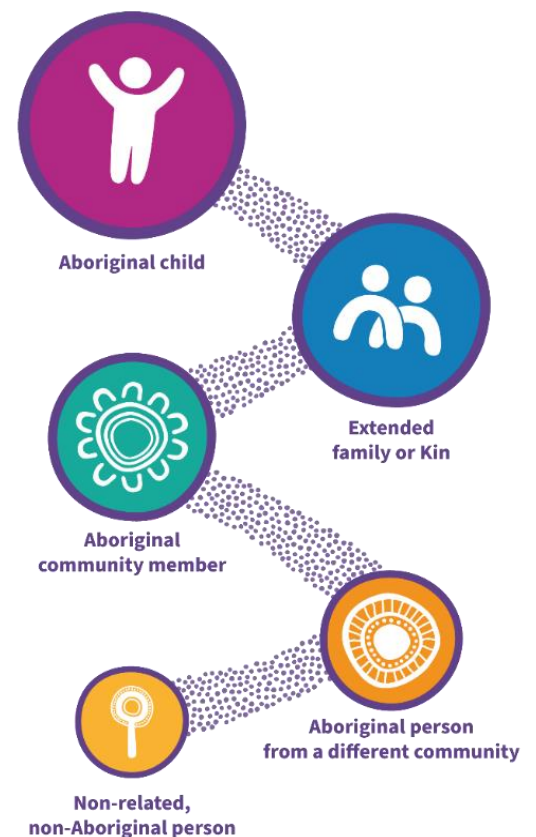 Aboriginal child
Extended
family or Kin
Aboriginal
community member
Aboriginal person
from a different community
Non-related,
non-Aboriginal person